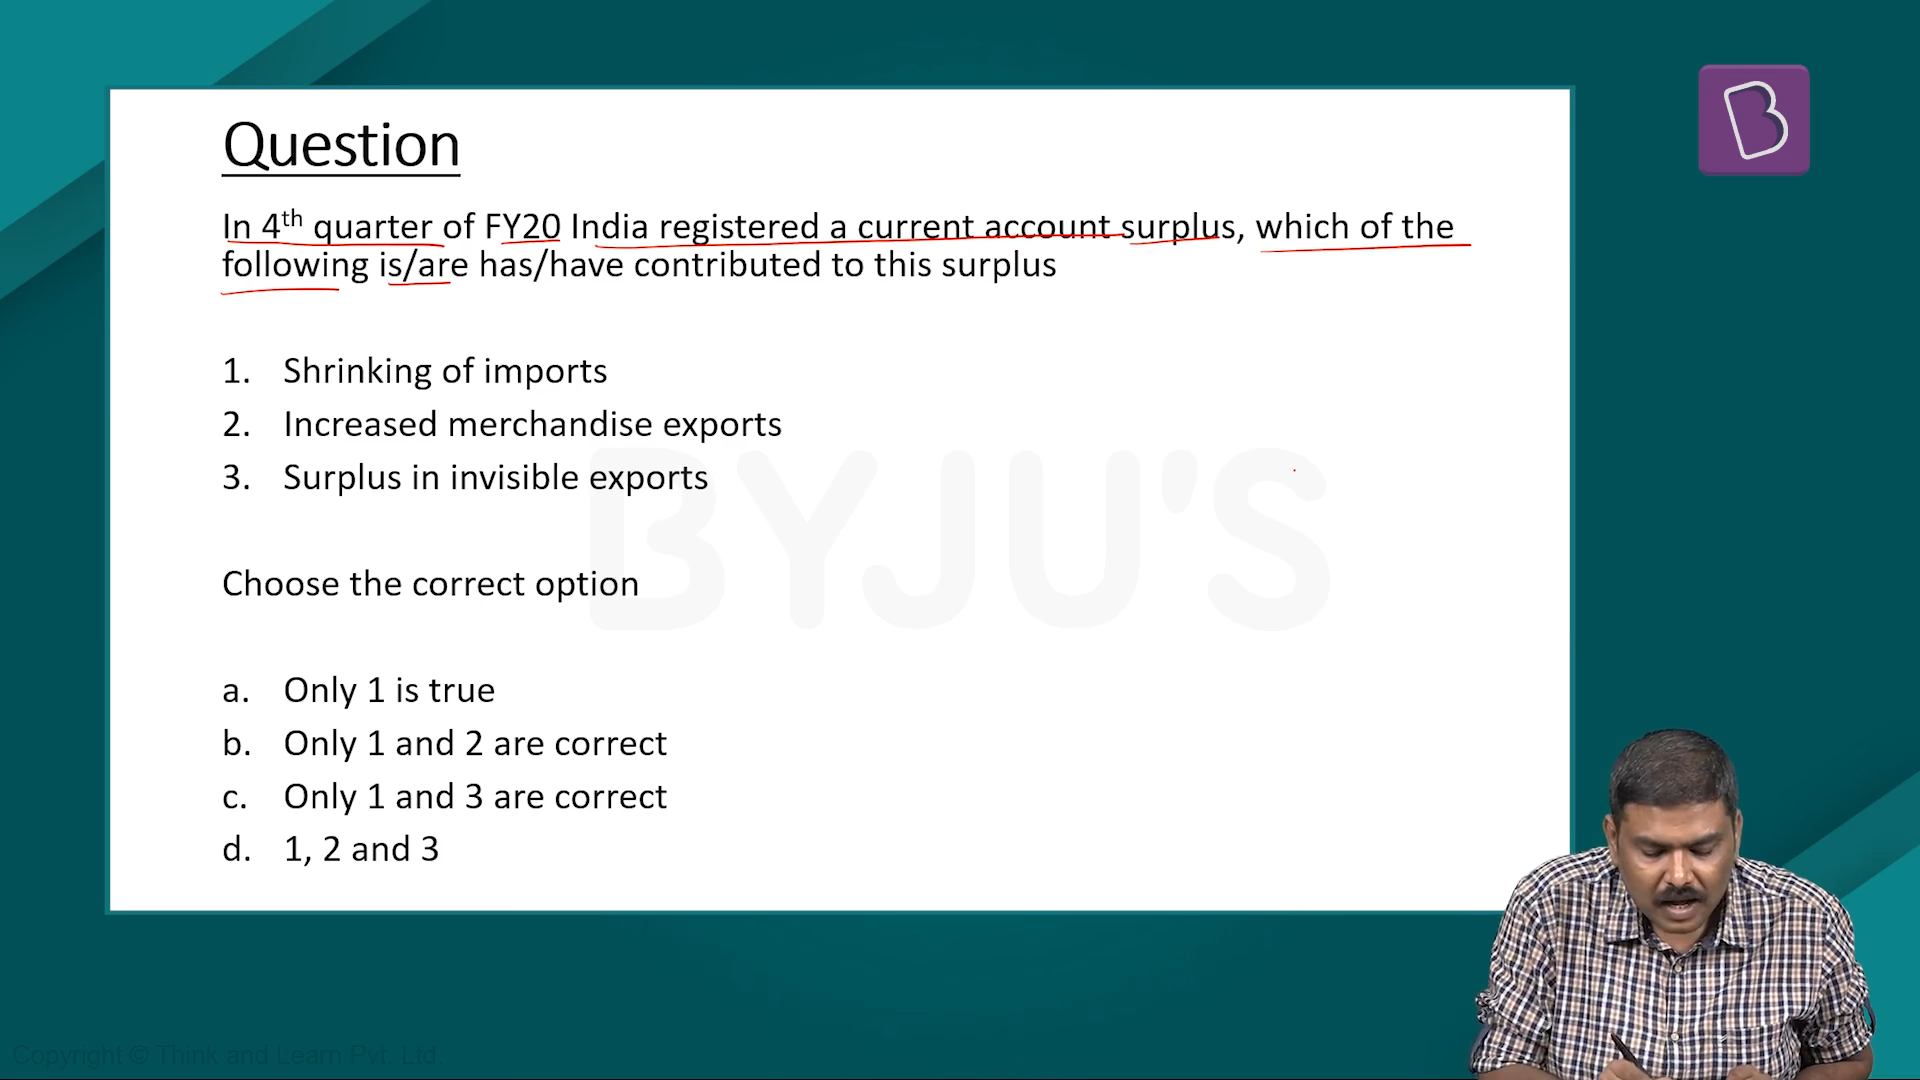 Question
In 4th quarter of FY20 India registered a current account surplus, which of the
following is/are has/have contributed to this surplus
1. Shrinking of imports
2. Increased merchandise exports
3. Surplus in invisible exports
BYJU'S
Choose the correct option
a. Only 1 is true
b. Only 1 and 2 are correct
c. Only 1 and 3 are correct
d. 1, 2 and 3
Copyright © Think and Learn Pvt. Ltd.